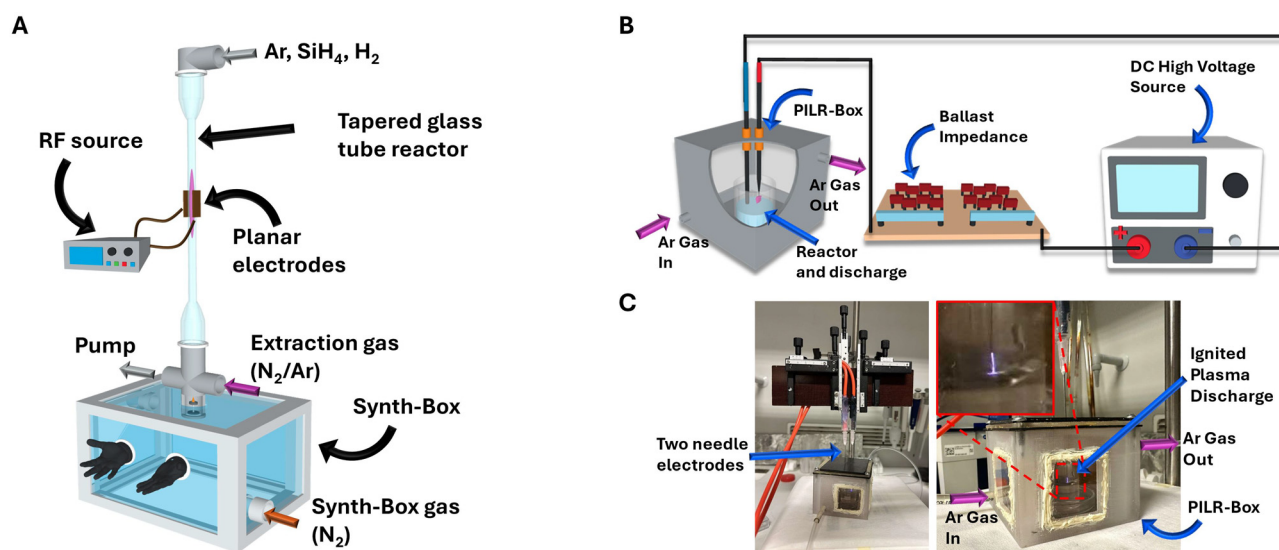 A
Ar, SiH₄, H₂
RF source
Tapered glass
tube reactor
Planar
electrodes
Pump
Extraction gas
(N₂/Ar)
Synth-Box
Synth-Box gas
(N₂)
B
DC High Voltage
Source
PILR-Box
Ballast
Impedance
Ar Gas
Out
Ar Gas
In
Reactor
and discharge
+
−
C
Two needle
electrodes
Ignited
Plasma
Discharge
Ar Gas
Out
Ar Gas
In
PILR-Box